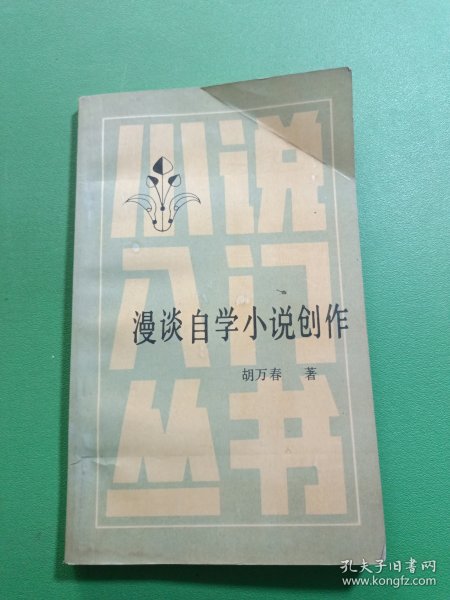 小说
入门
丛书
漫谈自学小说创作
胡万春 著
孔夫子旧书网
www.kongfz.com